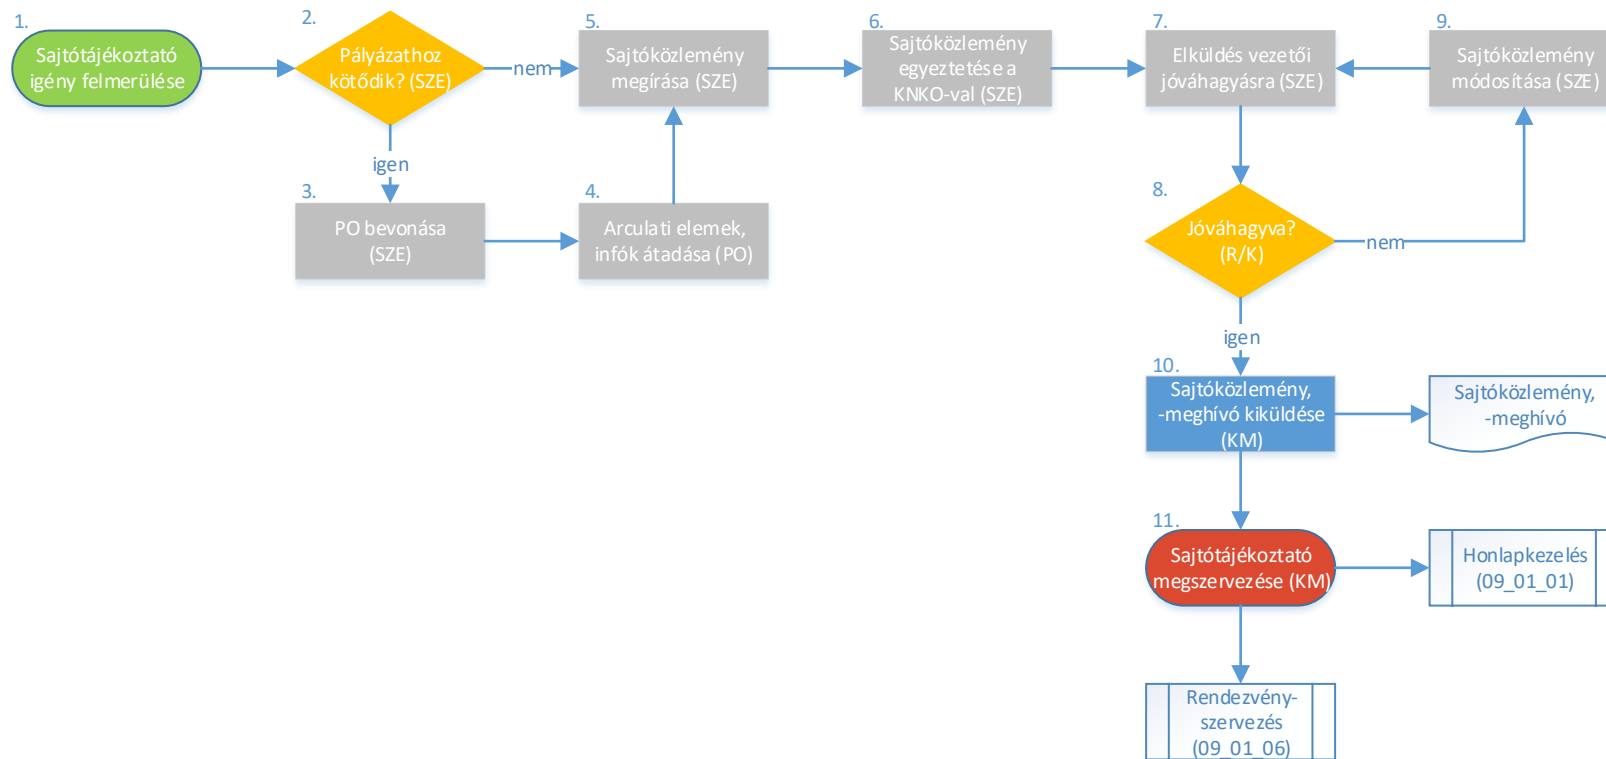 1.
Sajtótájékoztató
igény felmerülése
2.
Pályázathoz
kötődik? (SZE)
nem
igen
3.
PO bevonása
(SZE)
4.
Arculati elemek,
infók átadása (PO)
5.
Sajtóközlemény
megírása (SZE)
6.
Sajtóközlemény
egyeztetése a
KNKO-val (SZE)
7.
Elküldés vezetői
jóváhagyásra (SZE)
8.
Jóváhagyva?
(R/K)
nem
igen
9.
Sajtóközlemény
módosítása (SZE)
10.
Sajtóközlemény,
-meghívó kiküldése
(KM)
Sajtóközlemény,
-meghívó
11.
Sajtótájékoztató
megszervezése (KM)
Honlapkezelés
(09_01_01)
Rendezvény-
szervezés
(09_01_06)